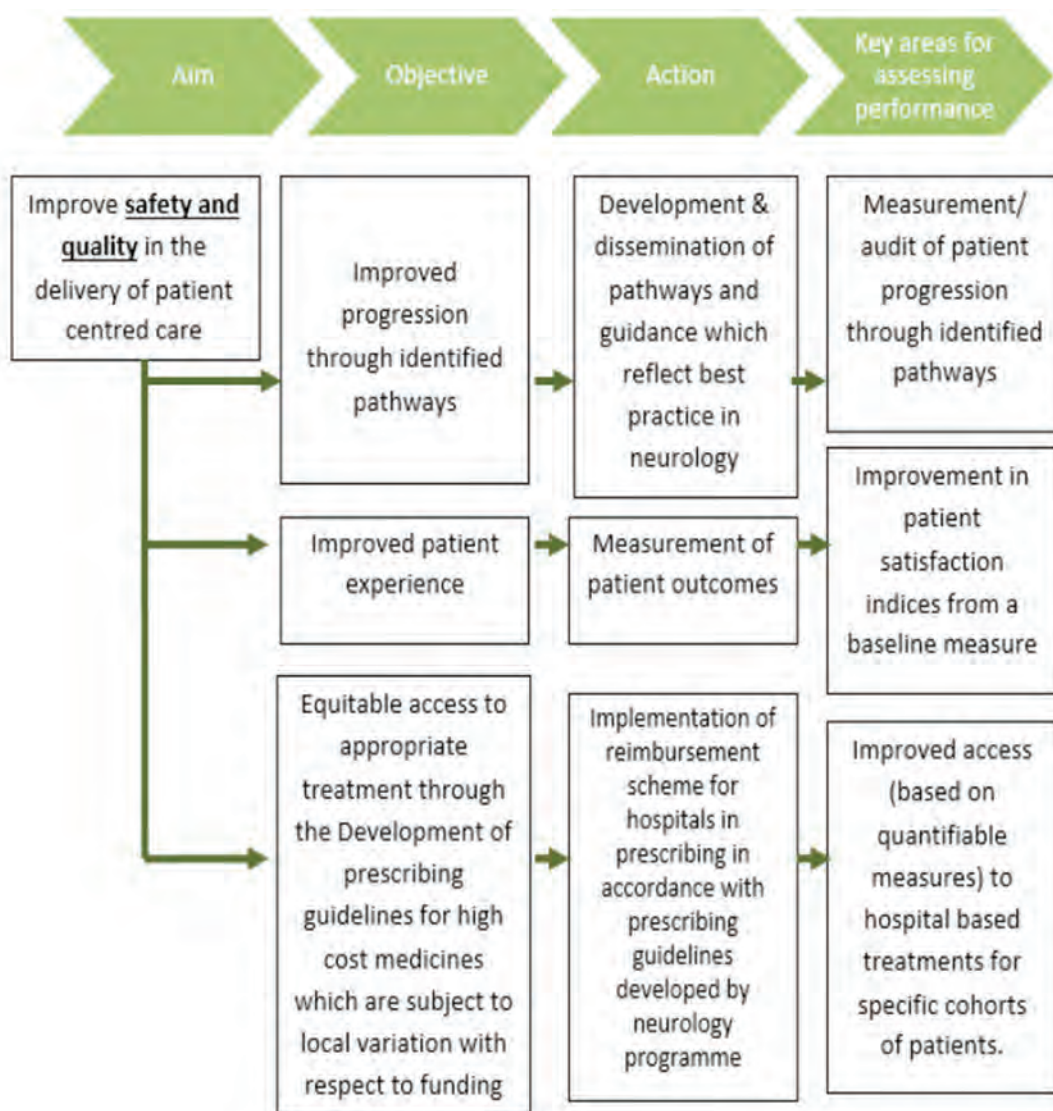 Aim
Objective
Action
Key areas for
assessing
performance
Improve safety and
quality in the
delivery of patient
centred care
Improved
progression
through identified
pathways
Development &
dissemination of
pathways and
guidance which
reflect best
practice in
neurology
Measurement/
audit of patient
progression
through identified
pathways
Improved patient
experience
Measurement of
patient outcomes
Improvement in
patient
satisfaction
indices from a
baseline measure
Equitable access to
appropriate
treatment through
the Development of
prescribing
guidelines for high
cost medicines
which are subject to
local variation with
respect to funding
Implementation of
reimbursement
scheme for
hospitals in
prescribing in
accordance with
prescribing
guidelines
developed by
neurology
programme
Improved access
(based on
quantifiable
measures) to
hospital based
treatments for
specific cohorts
of patients.